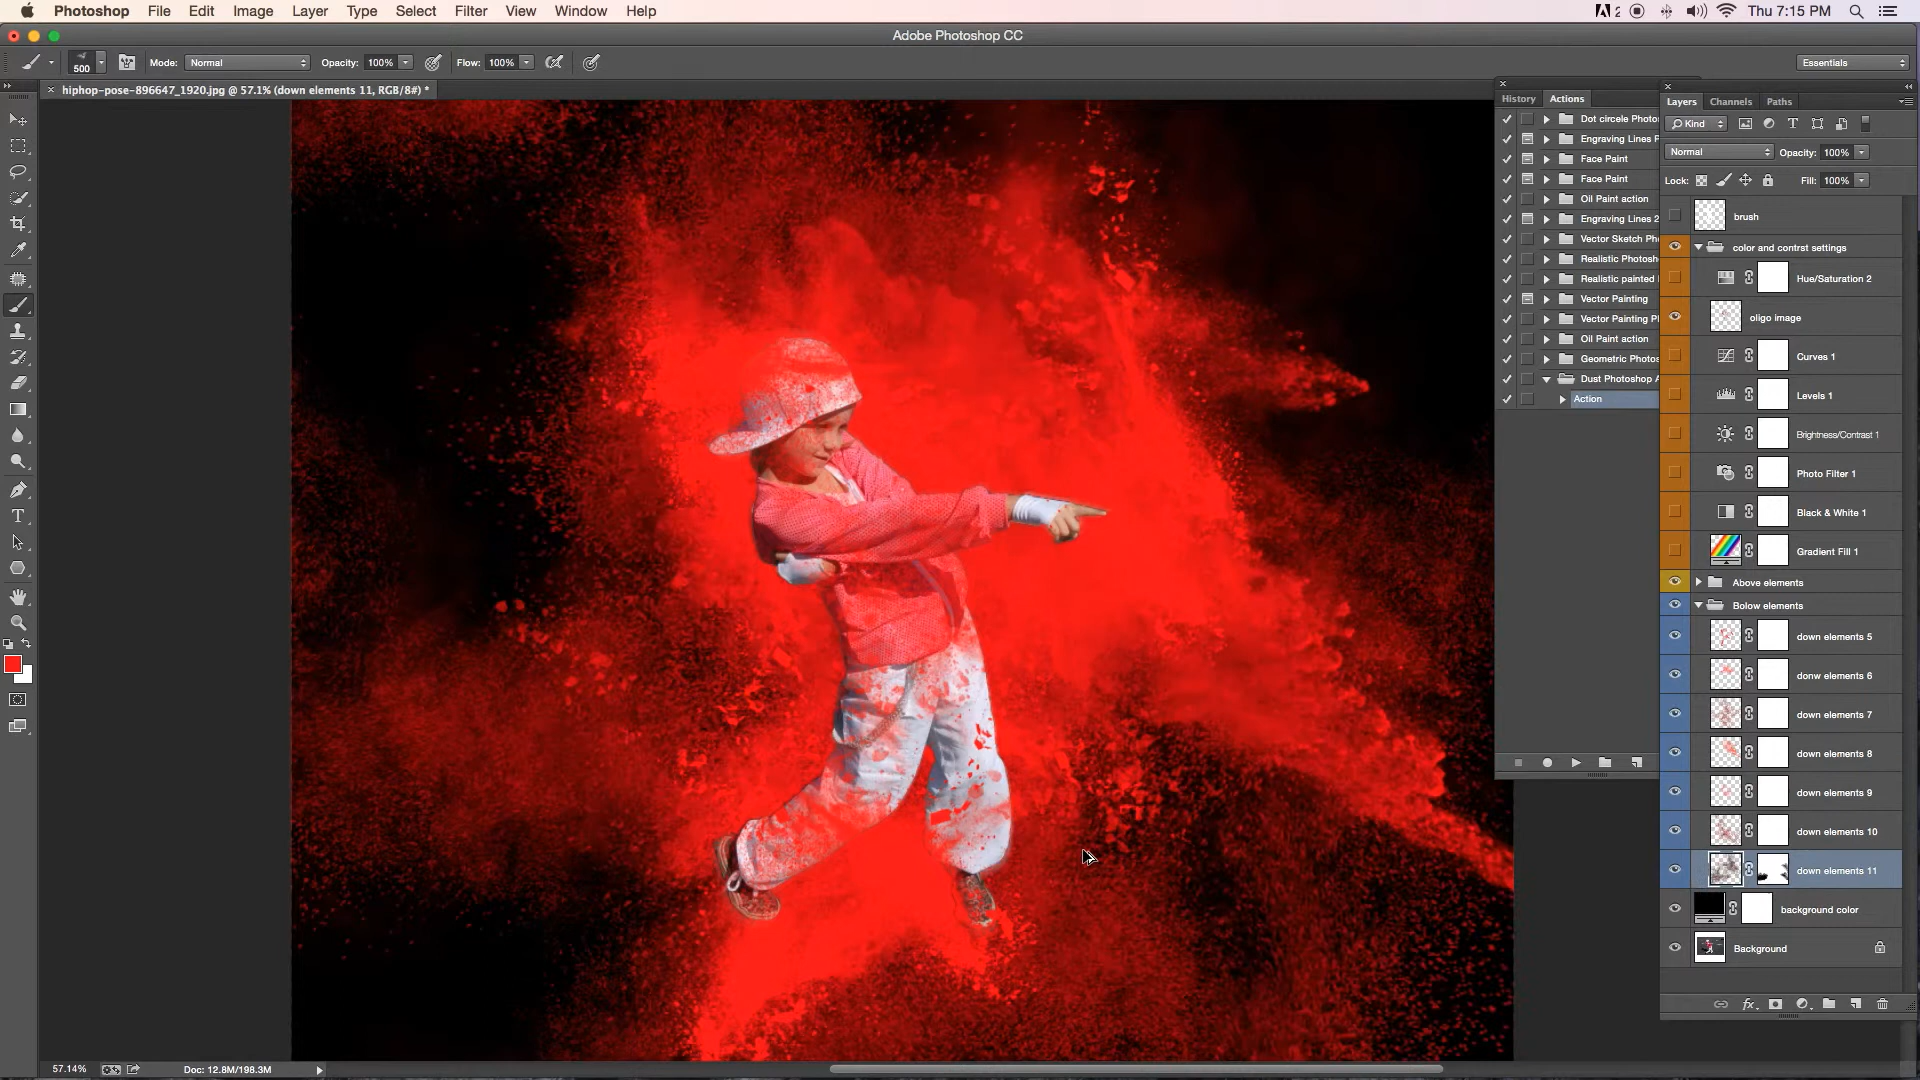 Photoshop File Edit Image Layer Type Select Filter View Window Help
2 Thu 7:15 PM
Adobe Photoshop CC
500 Mode: Normal Opacity: 100% Flow: 100% Essentials
hiphop-pose-896647_1920.jpg @ 57.1% (down elements 11, RGB/8#) *
History Actions
Dot circele Photo
Engraving Lines P
Face Paint
Face Paint
Oil Paint action
Engraving Lines 2
Vector Sketch Ph
Realistic Photosh
Realistic painted
Vector Painting
Vector Painting P
Oil Paint action
Geometric Photos
Dust Photoshop A
Action
Layers Channels Paths
Kind
Normal Opacity: 100%
Lock: Fill: 100%
brush
color and contrst settings
Hue/Saturation 2
oligo image
Curves 1
Levels 1
Brightness/Contrast 1
Photo Filter 1
Black & White 1
Gradient Fill 1
Above elements
Bolow elements
down elements 5
donw elements 6
down elements 7
down elements 8
down elements 9
down elements 10
down elements 11
background color
Background
57.14% Doc: 12.8M/198.3M